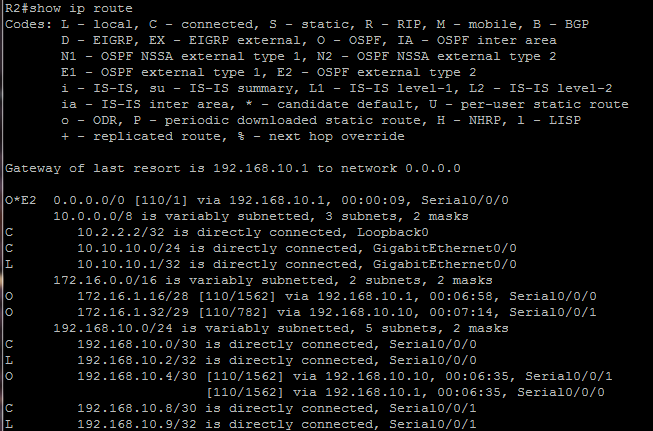 R2#show ip route
Codes: L - local, C - connected, S - static, R - RIP, M - mobile, B - BGP
       D - EIGRP, EX - EIGRP external, O - OSPF, IA - OSPF inter area
       N1 - OSPF NSSA external type 1, N2 - OSPF NSSA external type 2
       E1 - OSPF external type 1, E2 - OSPF external type 2
       i - IS-IS, su - IS-IS summary, L1 - IS-IS level-1, L2 - IS-IS level-2
       ia - IS-IS inter area, * - candidate default, U - per-user static route
       o - ODR, P - periodic downloaded static route, H - NHRP, l - LISP
       + - replicated route, % - next hop override

Gateway of last resort is 192.168.10.1 to network 0.0.0.0

O*E2  0.0.0.0/0 [110/1] via 192.168.10.1, 00:00:09, Serial0/0/0
      10.0.0.0/8 is variably subnetted, 3 subnets, 2 masks
C        10.2.2.2/32 is directly connected, Loopback0
C        10.10.10.0/24 is directly connected, GigabitEthernet0/0
L        10.10.10.1/32 is directly connected, GigabitEthernet0/0
      172.16.0.0/16 is variably subnetted, 2 subnets, 2 masks
O        172.16.1.16/28 [110/1562] via 192.168.10.1, 00:06:58, Serial0/0/0
O        172.16.1.32/29 [110/782] via 192.168.10.10, 00:07:14, Serial0/0/1
      192.168.10.0/24 is variably subnetted, 5 subnets, 2 masks
C        192.168.10.0/30 is directly connected, Serial0/0/0
L        192.168.10.2/32 is directly connected, Serial0/0/0
O        192.168.10.4/30 [110/1562] via 192.168.10.10, 00:06:35, Serial0/0/1
                         [110/1562] via 192.168.10.1, 00:06:35, Serial0/0/0
C        192.168.10.8/30 is directly connected, Serial0/0/1
L        192.168.10.9/32 is directly connected, Serial0/0/1